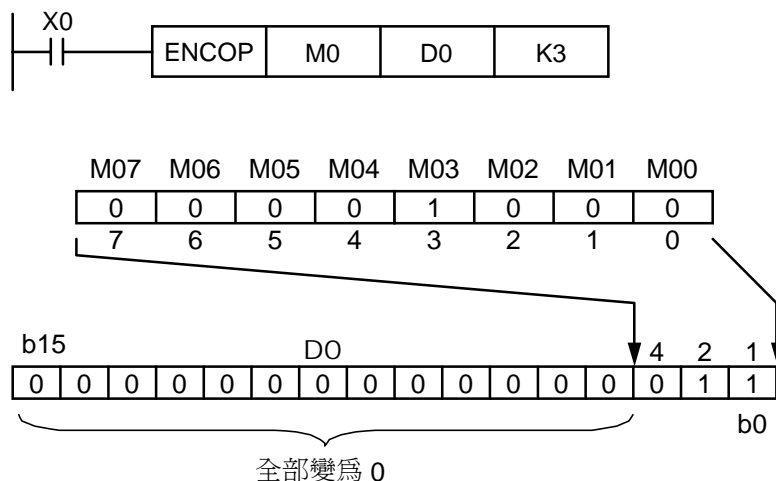 X0
ENCOP M0 D0 K3
M07 M06 M05 M04 M03 M02 M01 M00
0 0 0 0 1 0 0 0
7 6 5 4 3 2 1 0
b15 D0 4 2 1
0 0 0 0 0 0 0 0 0 0 0 0 0 0 1 1
b0
全部變為 0